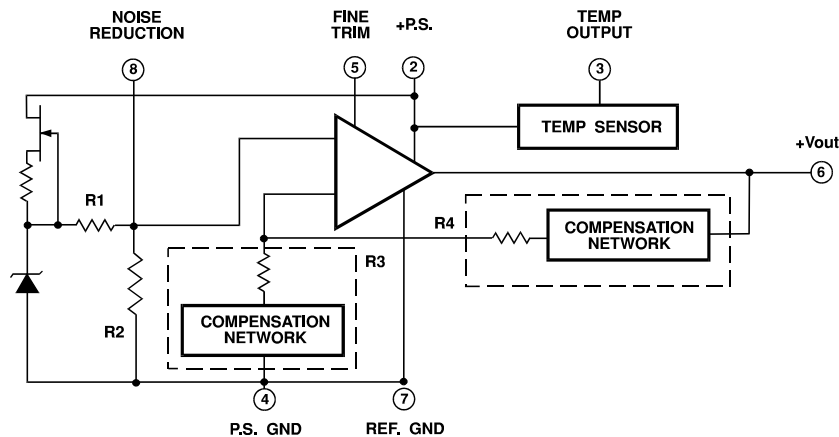 NOISE
REDUCTION
8
FINE
TRIM
5
+P.S.
2
TEMP
OUTPUT
3
TEMP SENSOR
+Vout
6
R1
R2
R3
COMPENSATION
NETWORK
R4
COMPENSATION
NETWORK
4
P.S. GND
7
REF. GND